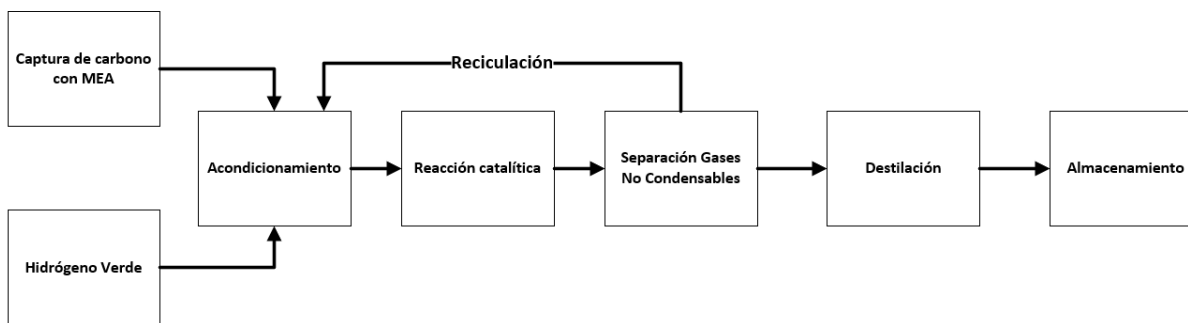 Captura de carbono
con MEA
Reciculación
Acondicionamiento
Reacción catalítica
Separación Gases
No Condensables
Destilación
Almacenamiento
Hidrógeno Verde